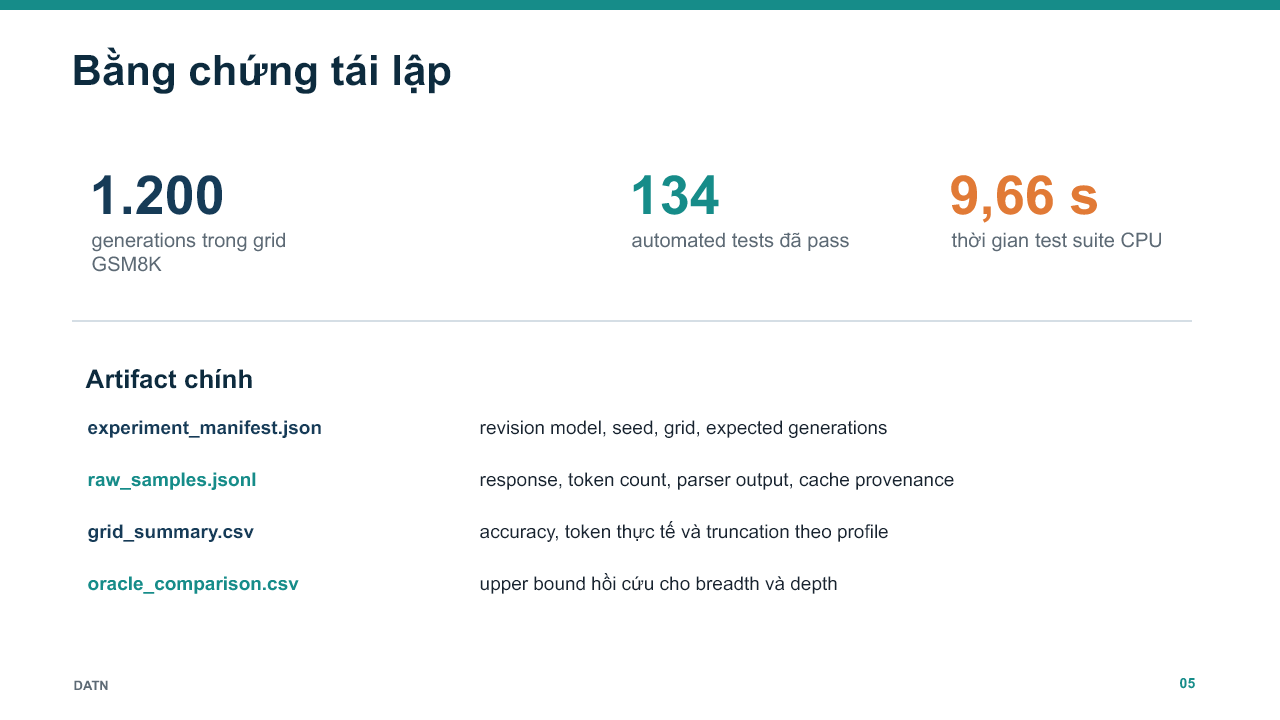 Bằng chứng tái lập
1.200
generations trong grid
GSM8K
134
automated tests đã pass
9,66 s
thời gian test suite CPU
Artifact chính
experiment_manifest.json
revision model, seed, grid, expected generations
raw_samples.jsonl
response, token count, parser output, cache provenance
grid_summary.csv
accuracy, token thực tế và truncation theo profile
oracle_comparison.csv
upper bound hồi cứu cho breadth và depth
DATN
05